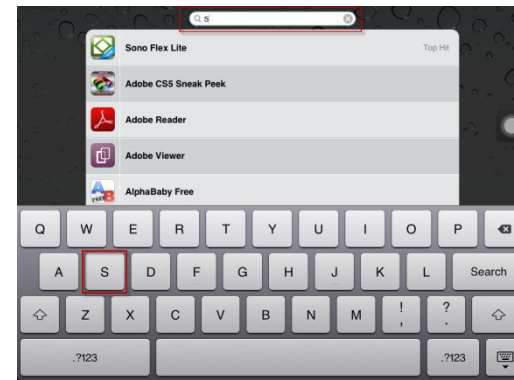 S
Sono Flex Lite Top Hit
Adobe CS5 Sneak Peek
Adobe Reader
Adobe Viewer
AlphaBaby Free
Q W E R T Y U I O P
A S D F G H J K L Search
Z X C V B N M ! , ? .
.?123 .?123